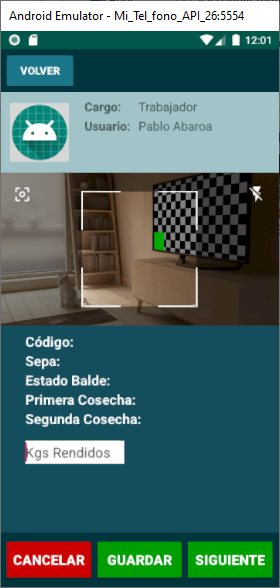 Android Emulator - Mi_Tel_fono_API_26:5554
12:01
VOLVER
Cargo: Trabajador
Usuario: Pablo Abaroa
Código:
Sepa:
Estado Balde:
Primera Cosecha:
Segunda Cosecha:
Kgs Rendidos
CANCELAR GUARDAR SIGUIENTE